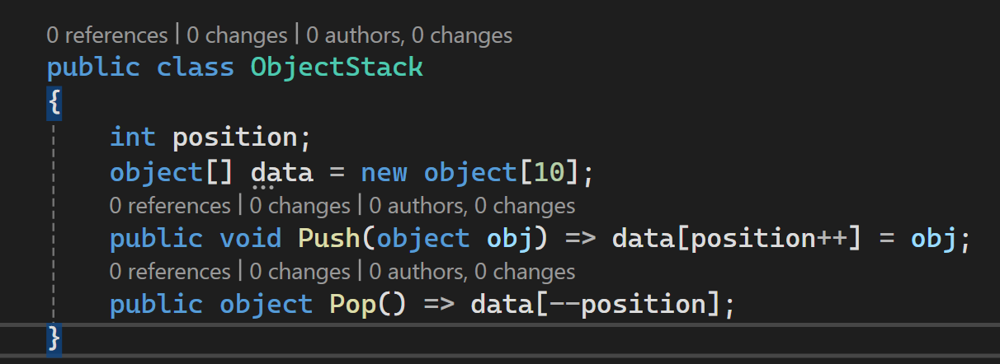 0 references | 0 changes | 0 authors, 0 changes
public class ObjectStack
{
int position;
object[] data = new object[10];
0 references | 0 changes | 0 authors, 0 changes
public void Push(object obj) => data[position++] = obj;
0 references | 0 changes | 0 authors, 0 changes
public object Pop() => data[--position];
}